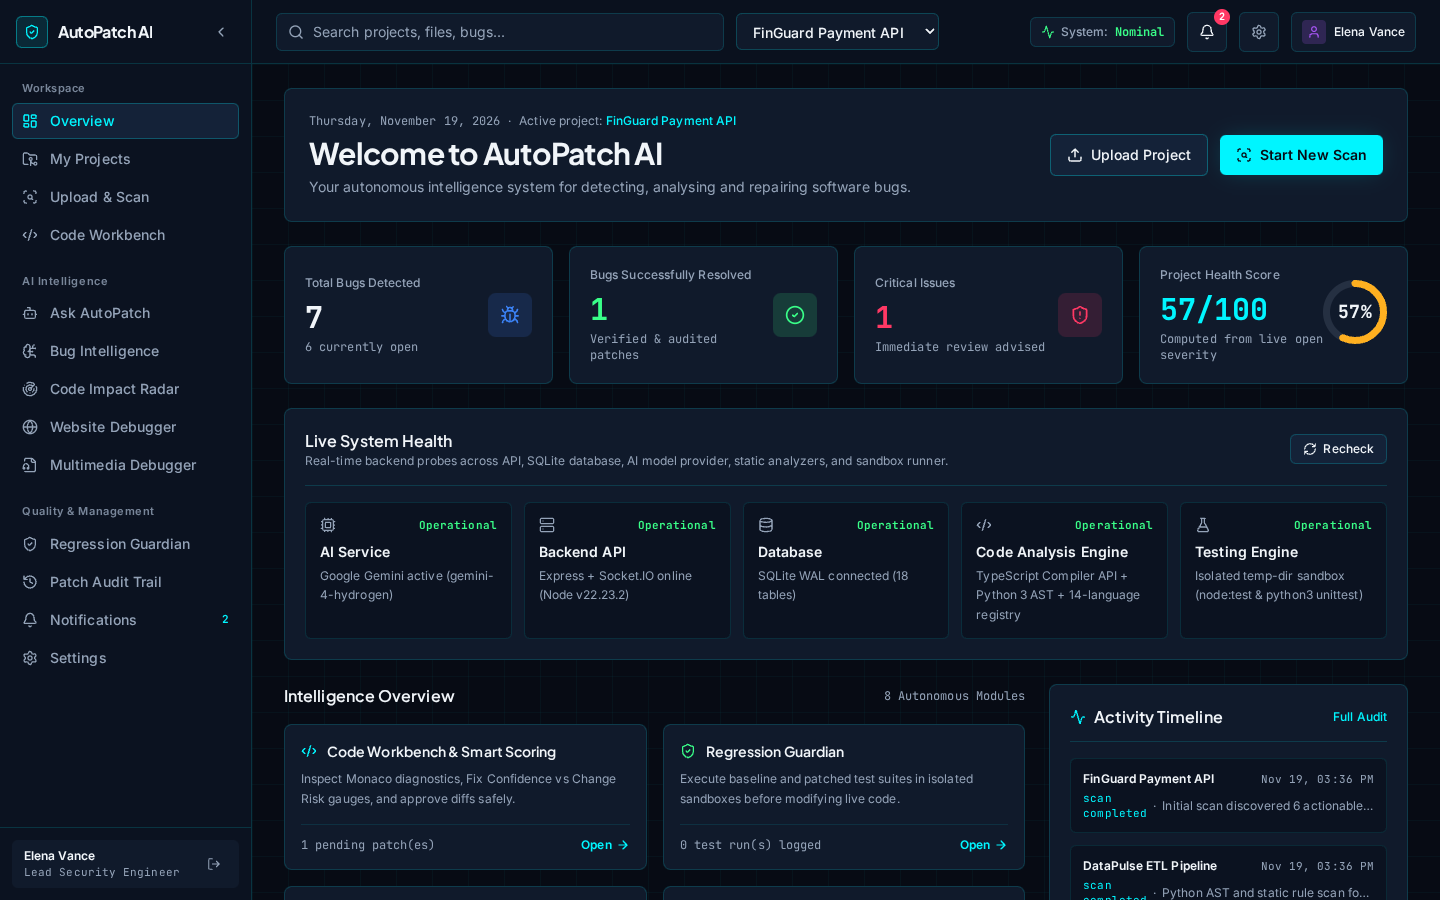 AutoPatch AI
Search projects, files, bugs...
FinGuard Payment API
System: Nominal
2
Elena Vance
Workspace
Overview
My Projects
Upload & Scan
Code Workbench
AI Intelligence
Ask AutoPatch
Bug Intelligence
Code Impact Radar
Website Debugger
Multimedia Debugger
Quality & Management
Regression Guardian
Patch Audit Trail
Notifications 2
Settings
Elena Vance
Lead Security Engineer
Thursday, November 19, 2026 · Active project: FinGuard Payment API
Welcome to AutoPatch AI
Your autonomous intelligence system for detecting, analysing and repairing software bugs.
Upload Project
Start New Scan
Total Bugs Detected
7
6 currently open
Bugs Successfully Resolved
1
Verified & audited
patches
Critical Issues
1
Immediate review advised
Project Health Score
57/100
Computed from live open
severity
57%
Live System Health
Real-time backend probes across API, SQLite database, AI model provider, static analyzers, and sandbox runner.
Recheck
Operational
AI Service
Google Gemini active (gemini-
4-hydrogen)
Operational
Backend API
Express + Socket.IO online
(Node v22.23.2)
Operational
Database
SQLite WAL connected (18
tables)
Operational
Code Analysis Engine
TypeScript Compiler API +
Python 3 AST + 14-language
registry
Operational
Testing Engine
Isolated temp-dir sandbox
(node:test & python3 unittest)
Intelligence Overview
8 Autonomous Modules
Code Workbench & Smart Scoring
Inspect Monaco diagnostics, Fix Confidence vs Change
Risk gauges, and approve diffs safely.
1 pending patch(es)
Open →
Regression Guardian
Execute baseline and patched test suites in isolated
sandboxes before modifying live code.
0 test run(s) logged
Open →
Activity Timeline
Full Audit
FinGuard Payment API
Nov 19, 03:36 PM
scan
completed · Initial scan discovered 6 actionable...
DataPulse ETL Pipeline
Nov 19, 03:36 PM
scan
completed · Python AST and static rule scan fo...